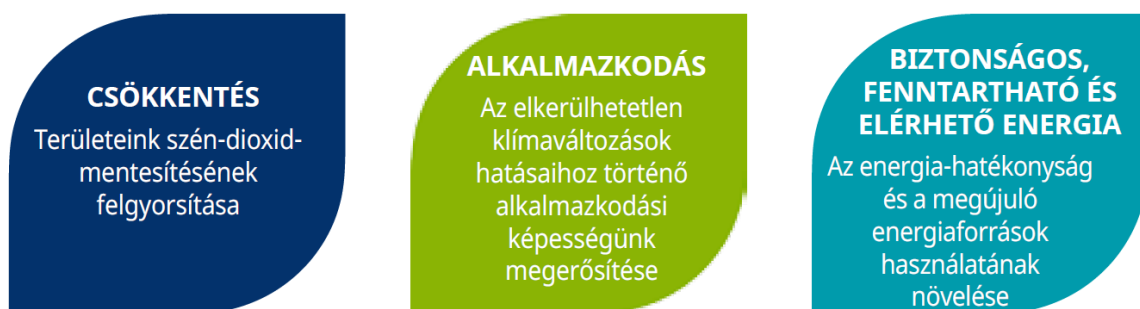 CSÖKKENTÉS
Területeink szén-dioxid-
mentesítésének
felgyorsítása
ALKALMAZKODÁS
Az elkerülhetetlen
klímaváltozások
hatásaihoz történő
alkalmazkodási
képességünk
megerősítése
BIZTONSÁGOS,
FENNTARTHATÓ ÉS
ELÉRHETŐ ENERGIA
Az energia-hatékonyság
és a megújuló
energiaforrások
használatának
növelése